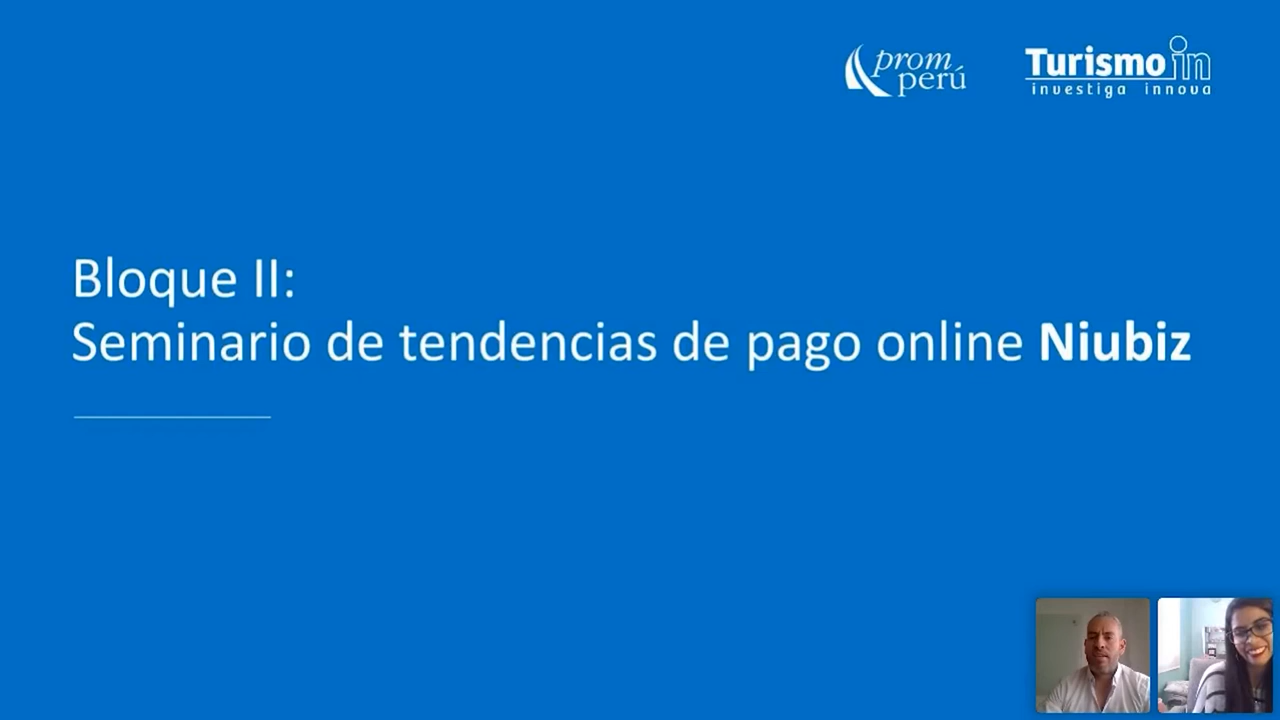 prom
perú
Turismo in
investiga innova
Bloque II:
Seminario de tendencias de pago online Niubiz